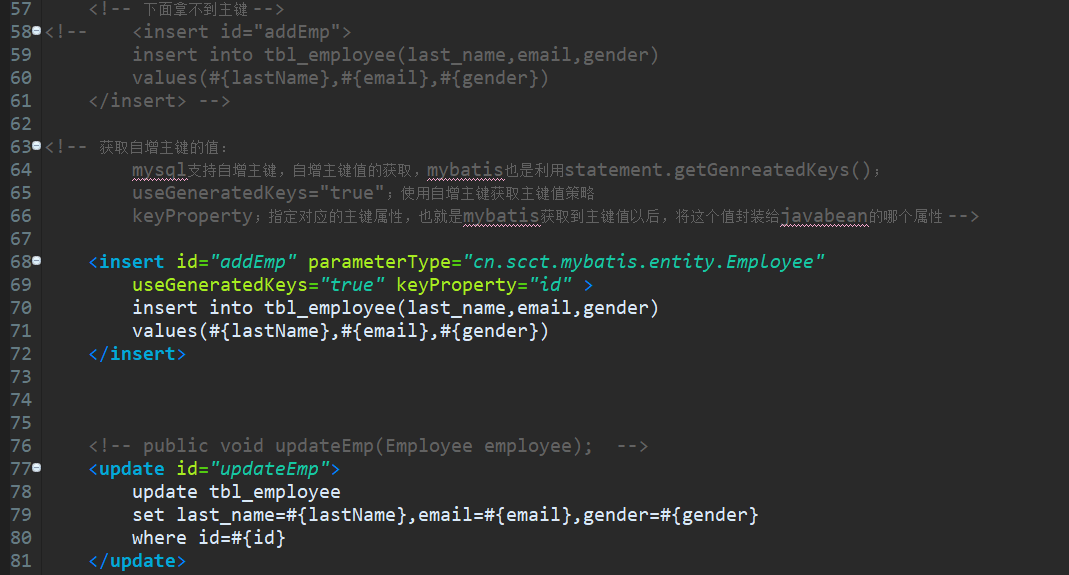 57 <!-- 下面拿不到主键 -->
58 <!-- <insert id="addEmp">
59 insert into tbl_employee(last_name,email,gender)
60 values(#{lastName},#{email},#{gender})
61 </insert> -->
62
63 <!-- 获取自增主键的值：
64 mysql支持自增主键，自增主键值的获取，mybatis也是利用statement.getGenreatedKeys()；
65 useGeneratedKeys="true"；使用自增主键获取主键值策略
66 keyProperty；指定对应的主键属性，也就是mybatis获取到主键值以后，将这个值封装给javabean的哪个属性 -->
67
68 <insert id="addEmp" parameterType="cn.scct.mybatis.entity.Employee"
69 useGeneratedKeys="true" keyProperty="id" >
70 insert into tbl_employee(last_name,email,gender)
71 values(#{lastName},#{email},#{gender})
72 </insert>
73
74
75
76 <!-- public void updateEmp(Employee employee); -->
77 <update id="updateEmp">
78 update tbl_employee
79 set last_name=#{lastName},email=#{email},gender=#{gender}
80 where id=#{id}
81 </update>